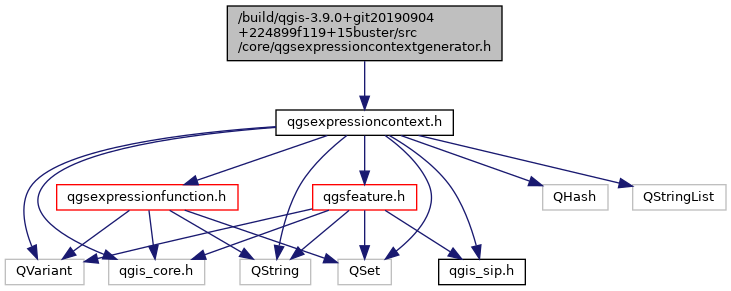 /build/qgis-3.9.0+git20190904
+224899f119+15buster/src
/core/qgsexpressioncontextgenerator.h
qgsexpressioncontext.h
qgsexpressionfunction.h
qgsfeature.h
QHash
QStringList
QVariant
qgis_core.h
QString
QSet
qgis_sip.h